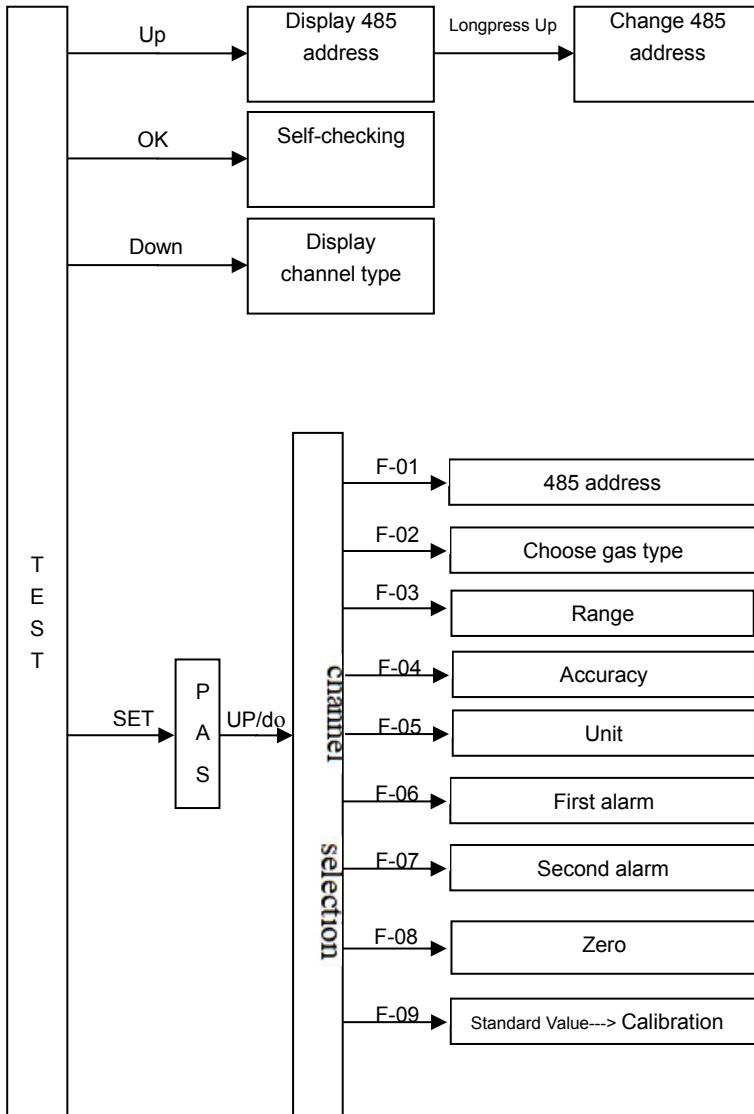 Up
Display 485
address
Longpress Up
Change 485
address
OK
Self-checking
Down
Display
channel type
TEST
SET
PAS
UP/do
channel selection
F-01
485 address
F-02
Choose gas type
F-03
Range
F-04
Accuracy
F-05
Unit
F-06
First alarm
F-07
Second alarm
F-08
Zero
F-09
Standard Value---> Calibration